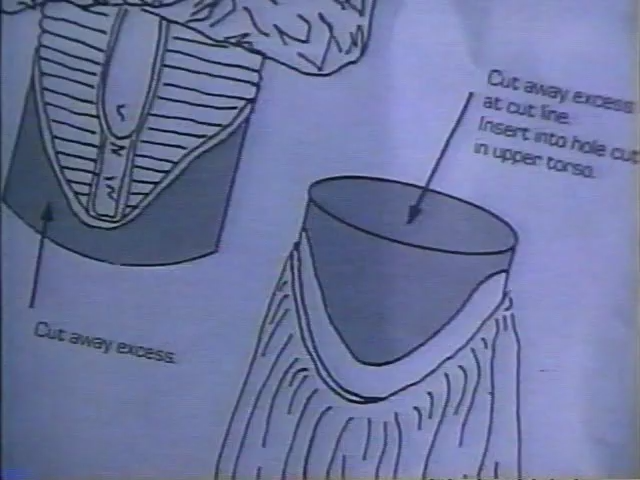 Cut away excess
at cut line.
Insert into hole cut
in upper torso.
Cut away excess.